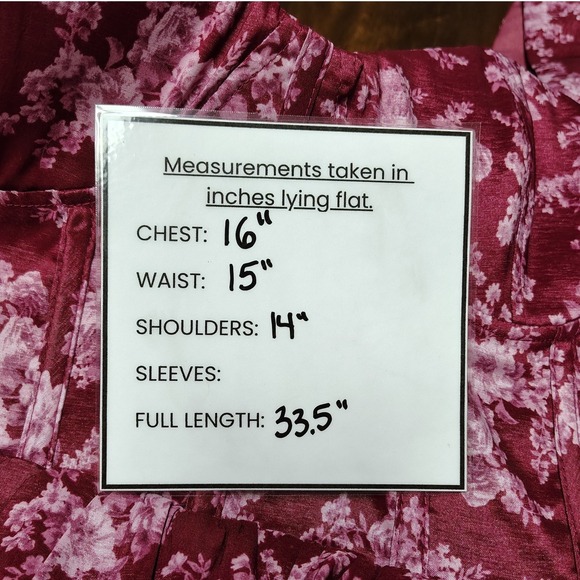 Measurements taken in
inches lying flat.
CHEST: 16"
WAIST: 15"
SHOULDERS: 14"
SLEEVES:
FULL LENGTH: 33.5"